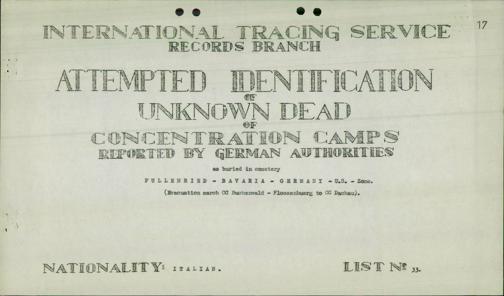 17
INTERNATIONAL TRACING SERVICE
RECORDS BRANCH
ATTEMPTED IDENTIFICATION
OF
UNKNOWN DEAD
OF
CONCENTRATION CAMPS
REPORTED BY GERMAN AUTHORITIES
as buried in cemetery
FULLENRIED - BAVARIA - GERMANY - U.S. - Zone.
(Evacuation march CC Buchenwald - Flossenbuerg to CC Dachau).
NATIONALITY: ITALIAN.
LIST Nº 33.